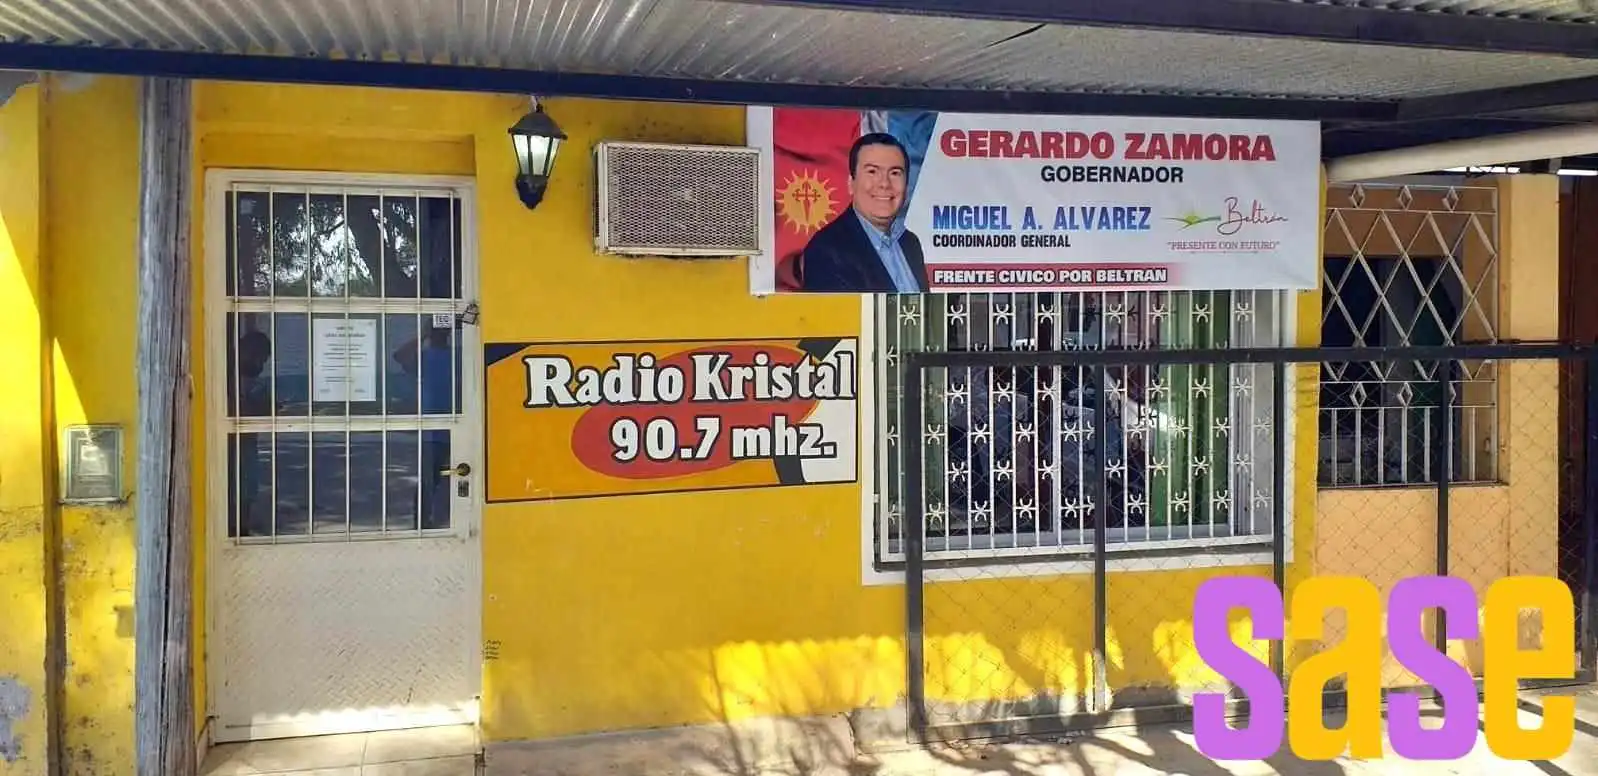 GERARDO ZAMORA
GOBERNADOR
MIGUEL A. ALVAREZ
COORDINADOR GENERAL
Beltrán
"PRESENTE CON FUTURO"
FRENTE CIVICO POR BELTRAN
Radio Kristal
90.7 mhz.
sase